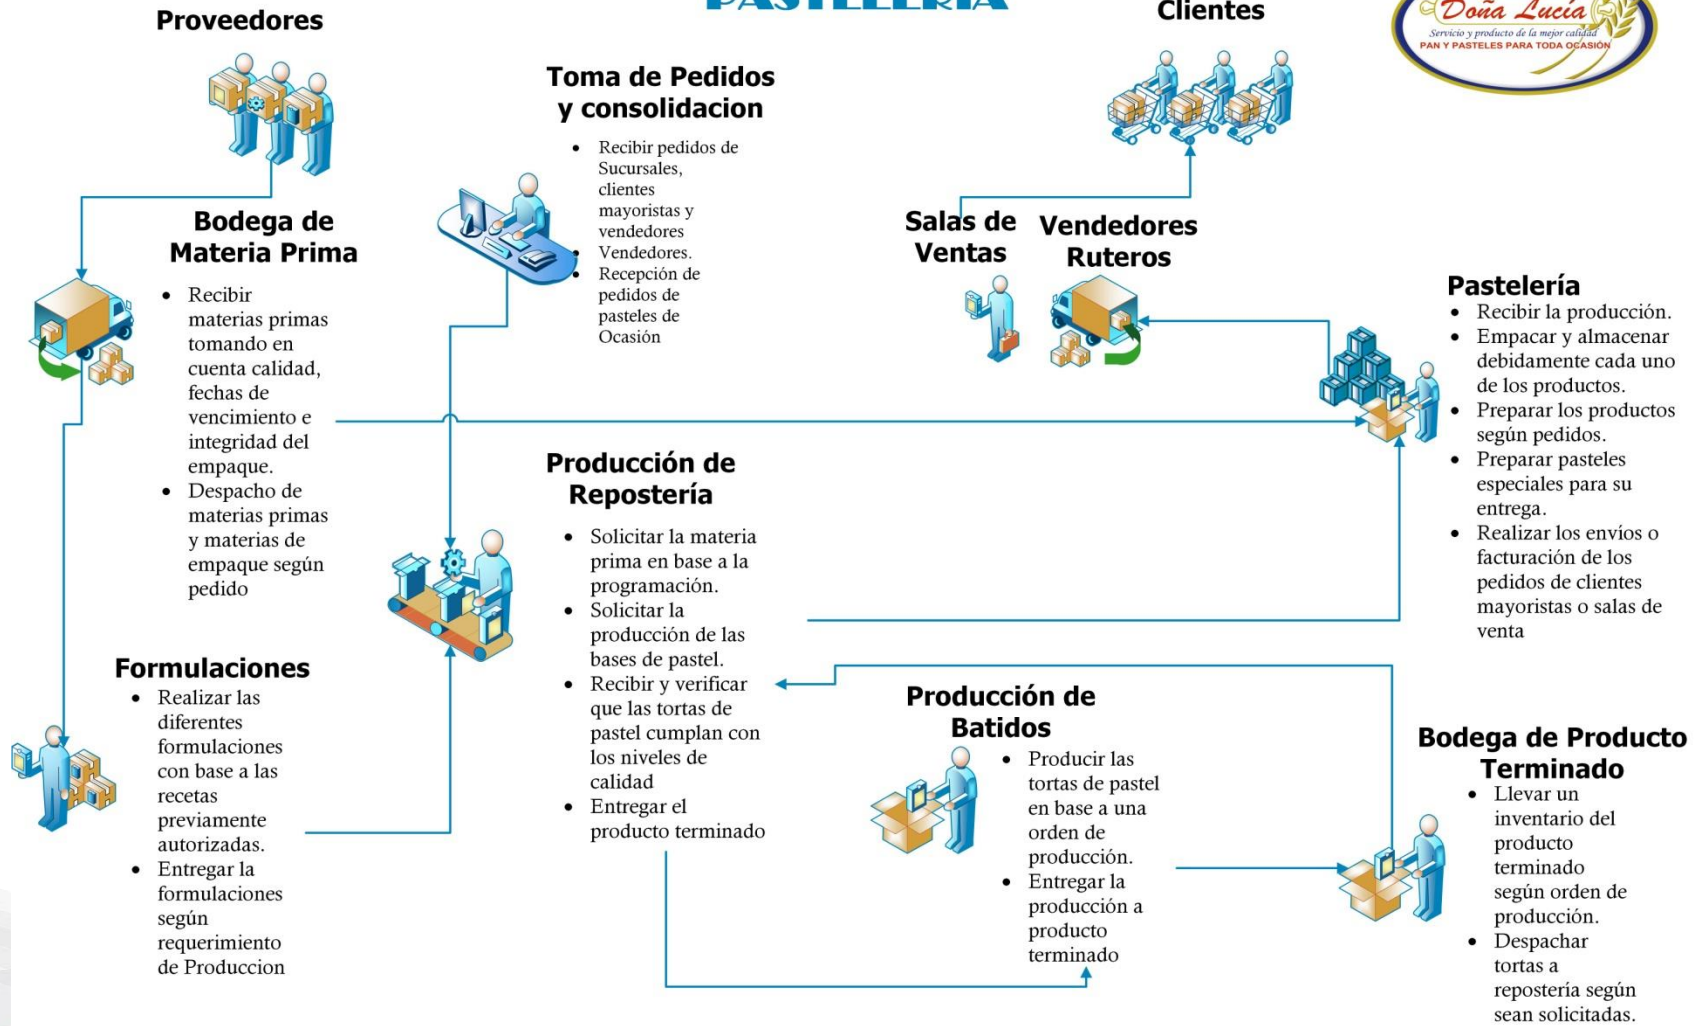 PASTELERÍA
Doña Lucía
Servicio y producto de la mejor calidad
PAN Y PASTELES PARA TODA OCASIÓN
Proveedores
Clientes
Toma de Pedidos
y consolidacion
• Recibir pedidos de
Sucursales,
clientes
mayoristas y
vendedores
• Vendedores.
• Recepción de
pedidos de
pasteles de
Ocasión
Bodega de
Materia Prima
• Recibir
materias primas
tomando en
cuenta calidad,
fechas de
vencimiento e
integridad del
empaque.
• Despacho de
materias primas
y materias de
empaque según
pedido
Salas de
Ventas
Vendedores
Ruteros
Pastelería
• Recibir la producción.
• Empacar y almacenar
debidamente cada uno
de los productos.
• Preparar los productos
según pedidos.
• Preparar pasteles
especiales para su
entrega.
• Realizar los envíos o
facturación de los
pedidos de clientes
mayoristas o salas de
venta
Producción de
Repostería
• Solicitar la materia
prima en base a la
programación.
• Solicitar la
producción de las
bases de pastel.
• Recibir y verificar
que las tortas de
pastel cumplan con
los niveles de
calidad
• Entregar el
producto terminado
Formulaciones
• Realizar las
diferentes
formulaciones
con base a las
recetas
previamente
autorizadas.
• Entregar la
formulaciones
según
requerimiento
de Produccion
Producción de
Batidos
• Producir las
tortas de pastel
en base a una
orden de
producción.
• Entregar la
producción a
producto
terminado
Bodega de Producto
Terminado
• Llevar un
inventario del
producto
terminado
según orden de
producción.
• Despachar
tortas a
repostería según
sean solicitadas.